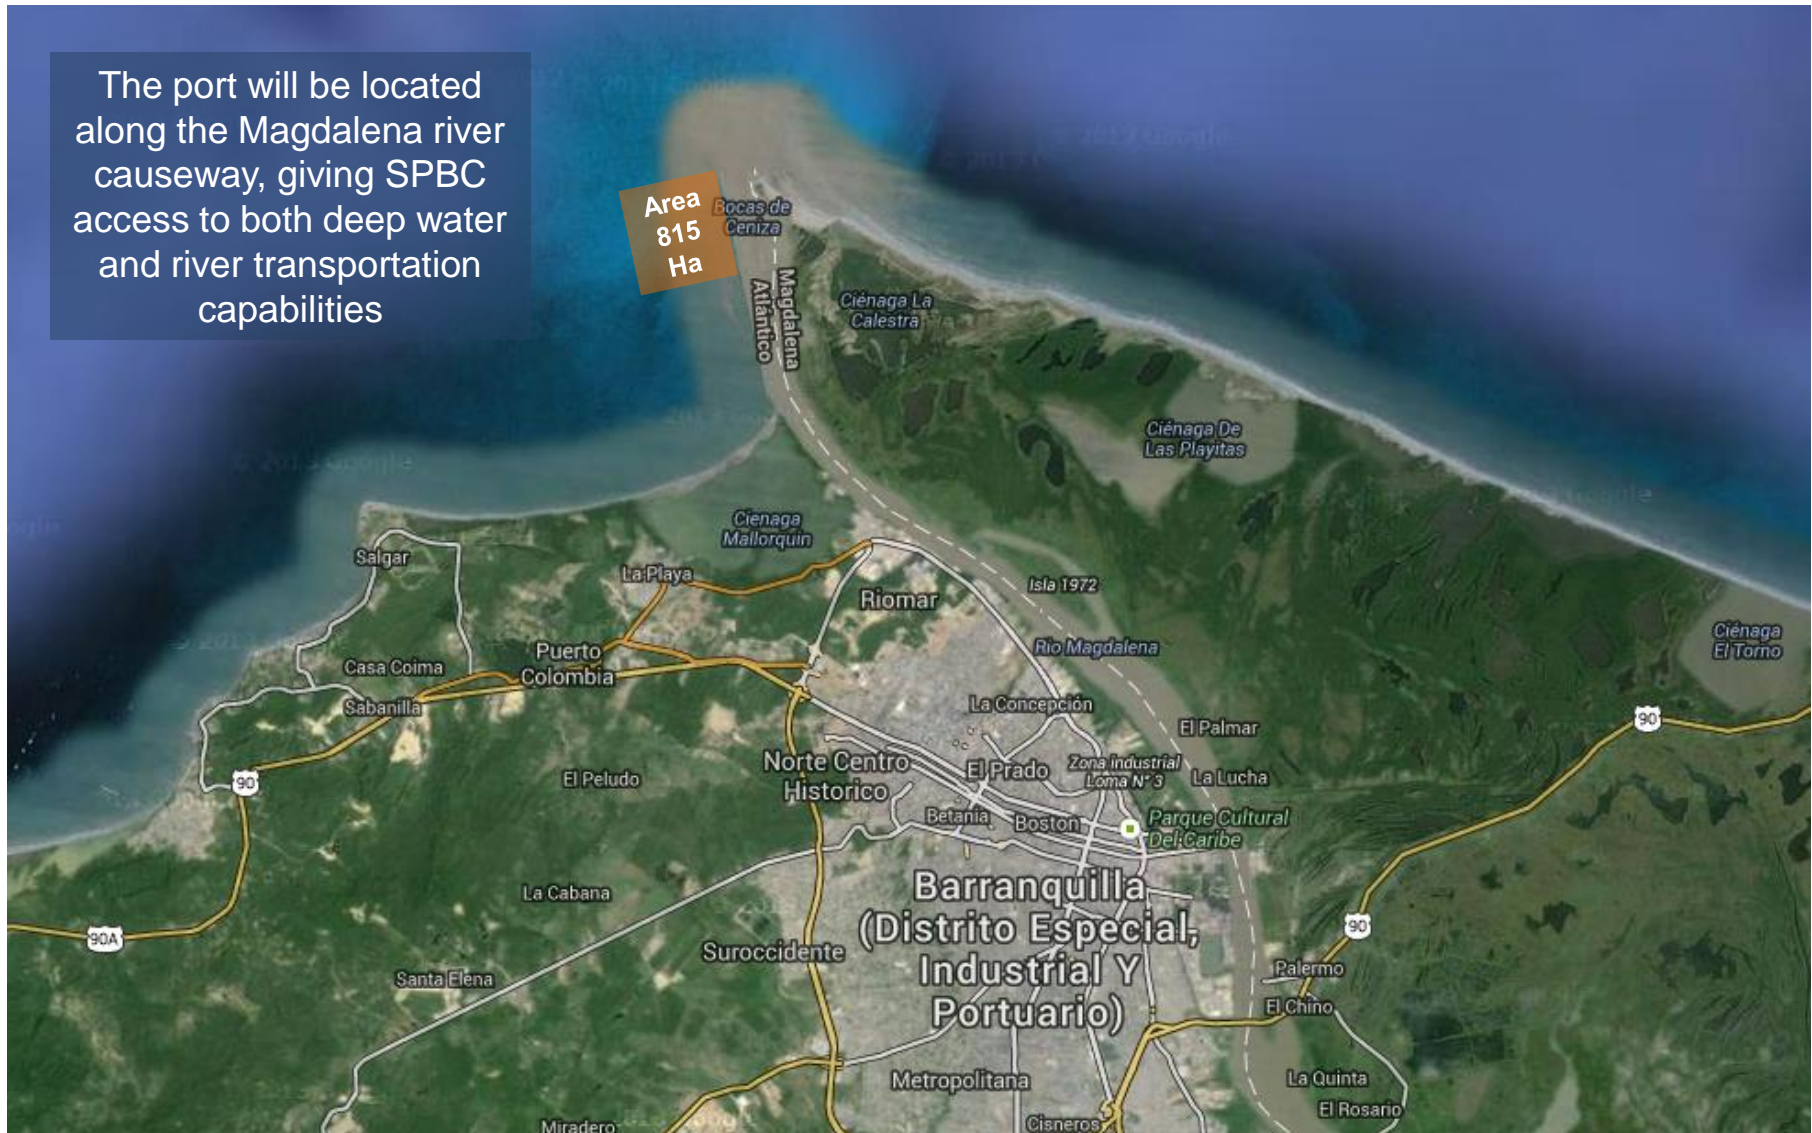 The port will be located
along the Magdalena river
causeway, giving SPBC
access to both deep water
and river transportation
capabilities
Area
815
Ha
Bocas de
Ceniza
Magdalena
Atlántico
Ciénaga La
Calestra
Ciénaga De
Las Playitas
Cienaga
Mallorquin
Salgar
La Playa
Isla 1972
Riomar
Ciénaga
El Torno
Rio Magdalena
Puerto
Colombia
Casa Coima
Sabanilla
La Concepción
El Palmar
90
Norte Centro
Historico
El Prado
Zona Industrial
Loma N° 3
La Lucha
El Peludo
90
Betania
Boston
Parque Cultural
Del Caribe
La Cabana
Barranquilla
(Distrito Especial,
Industrial Y
Portuario)
90
90A
Suroccidente
Santa Elena
Palermo
El Chino
Metropolitana
La Quinta
El Rosario
Miradero
Cisneros